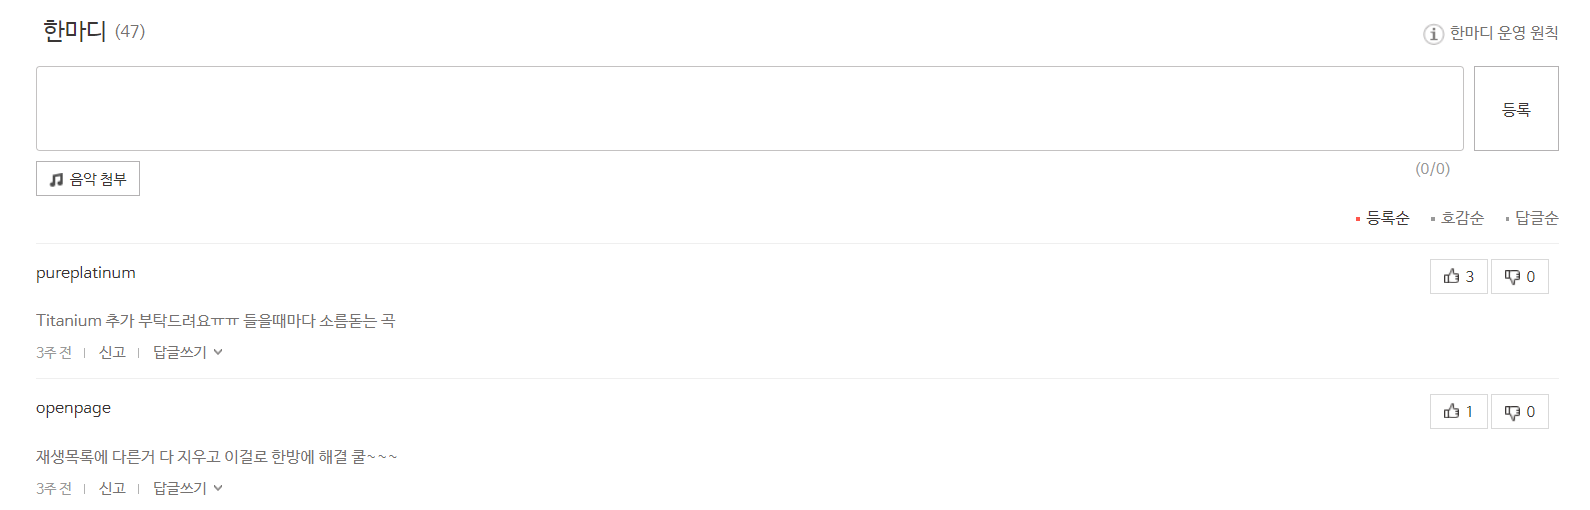 한마디 (47)
한마디 운영 원칙
등록
음악 첨부
(0/0)
등록순 호감순 답글순
pureplatinum
3 0
Titanium 추가 부탁드려요ㅠㅠ 들을때마다 소름돋는 곡
3주 전 신고 답글쓰기
openpage
1 0
재생목록에 다른거 다 지우고 이걸로 한방에 해결 쿨~~~
3주 전 신고 답글쓰기